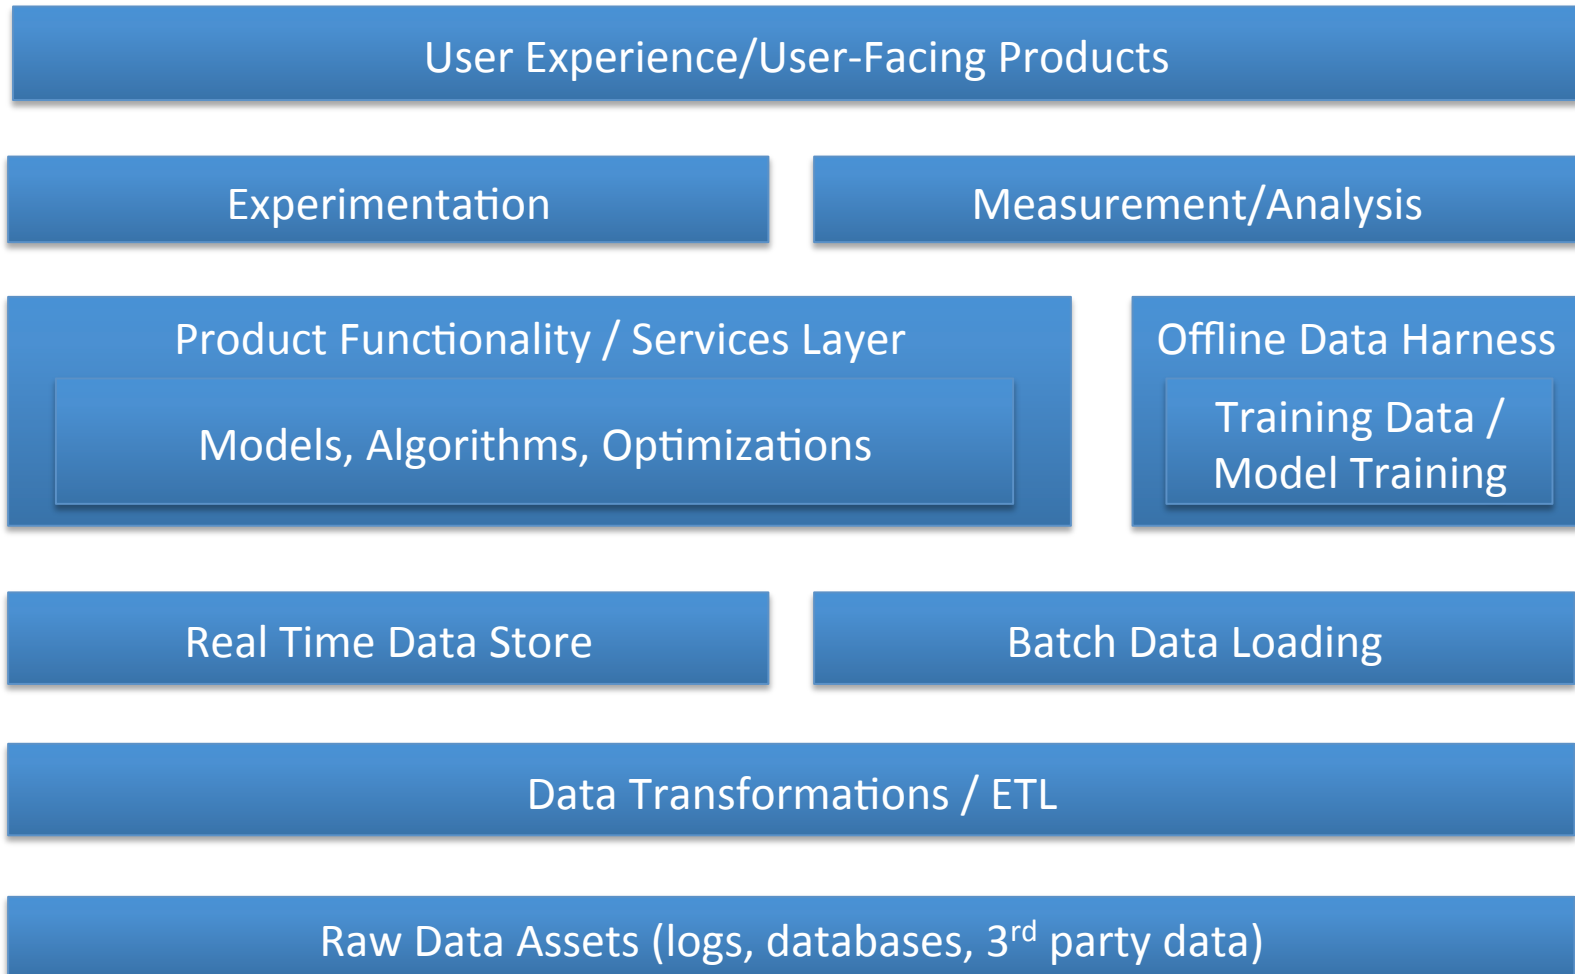 User Experience/User-Facing Products
Experimentation
Measurement/Analysis
Product Functionality / Services Layer
Models, Algorithms, Optimizations
Offline Data Harness
Training Data /
Model Training
Real Time Data Store
Batch Data Loading
Data Transformations / ETL
Raw Data Assets (logs, databases, 3rd party data)